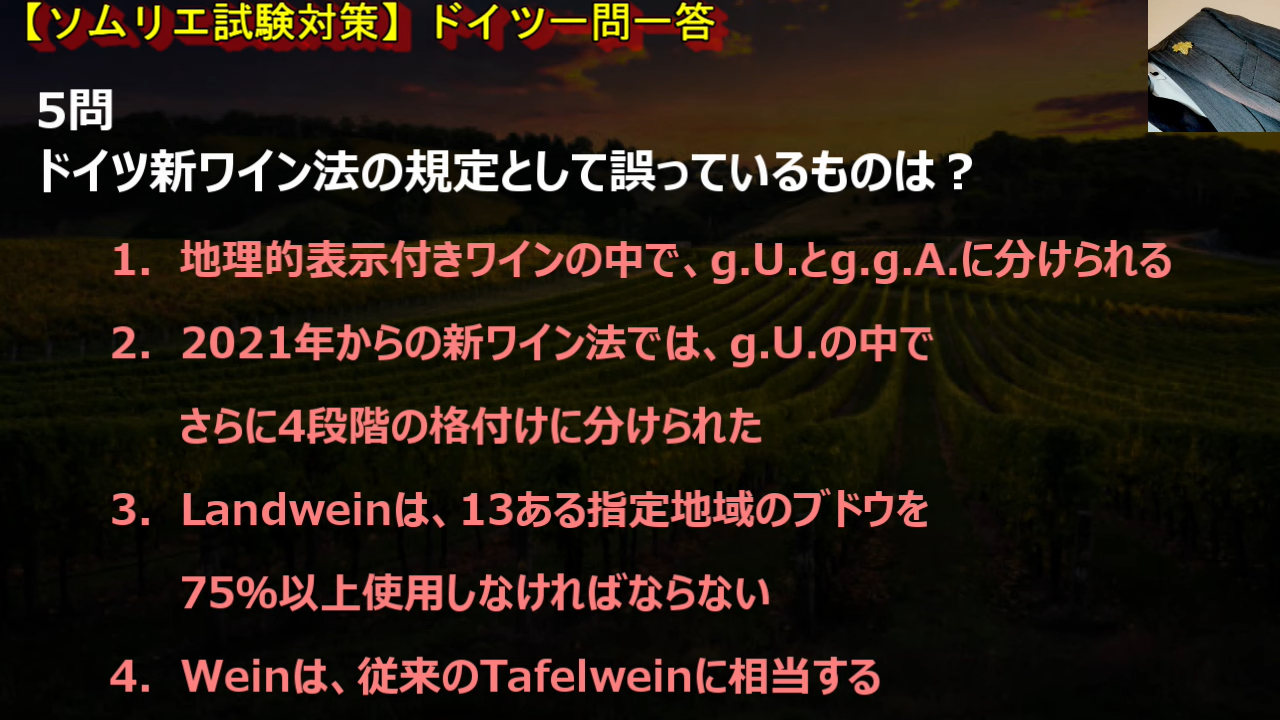 【ソムリエ試験対策】ドイツ一問一答
5問
ドイツ新ワイン法の規定として誤っているものは？
1. 地理的表示付きワインの中で、g.U.とg.g.A.に分けられる
2. 2021年からの新ワイン法では、g.U.の中で
さらに4段階の格付けに分けられた
3. Landweinは、13ある指定地域のブドウを
75%以上使用しなければならない
4. Weinは、従来のTafelweinに相当する